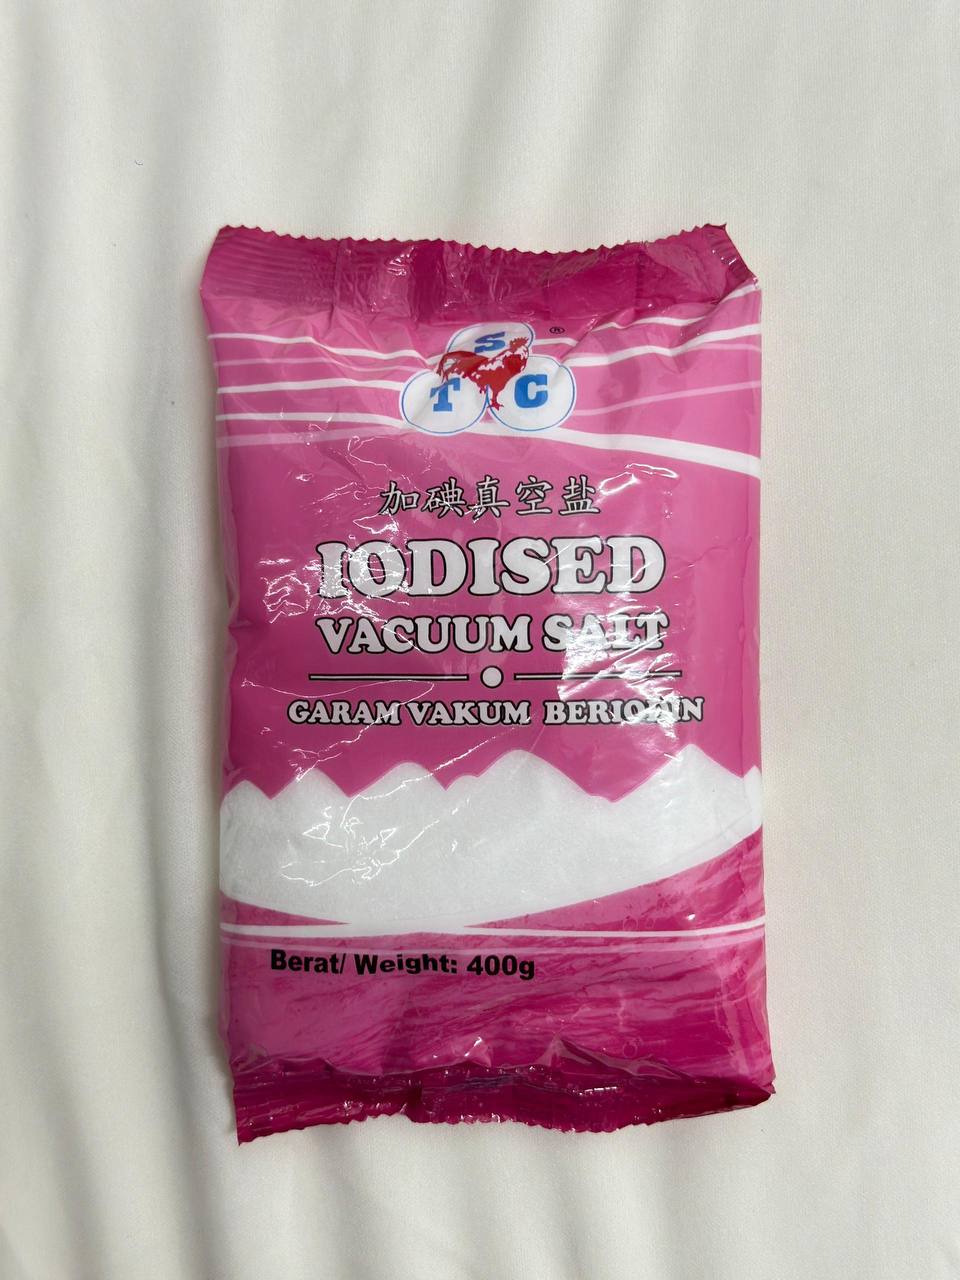 S
®
T C
加碘真空盐
IODISED
VACUUM SALT
GARAM VAKUM BERIODIN
Berat/ Weight: 400g